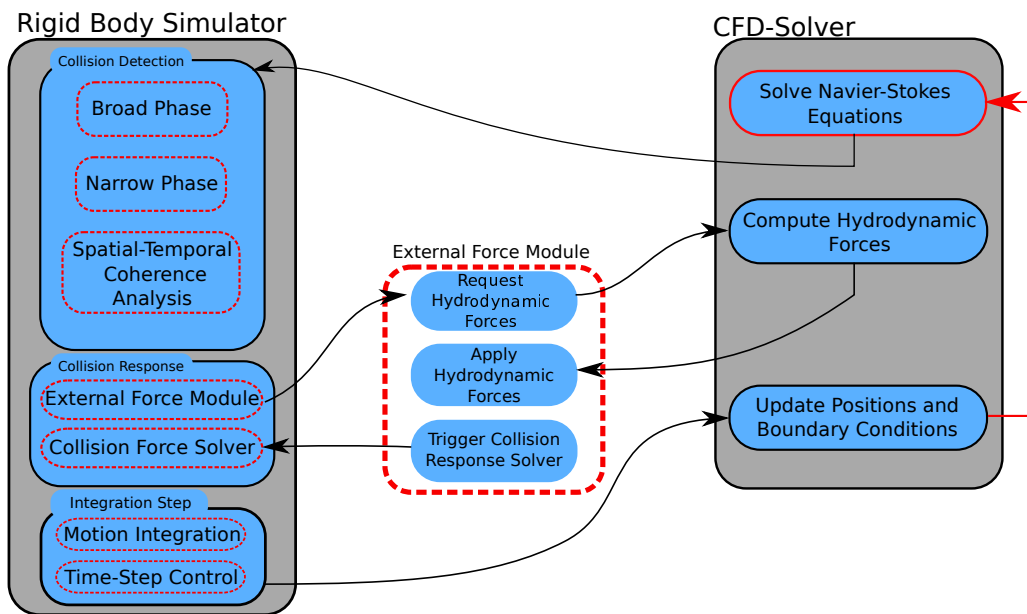 Rigid Body Simulator
Collision Detection
Broad Phase
Narrow Phase
Spatial-Temporal
Coherence
Analysis
Collision Response
External Force Module
Collision Force Solver
Integration Step
Motion Integration
Time-Step Control
External Force Module
Request
Hydrodynamic
Forces
Apply
Hydrodynamic
Forces
Trigger Collision
Response Solver
CFD-Solver
Solve Navier-Stokes
Equations
Compute Hydrodynamic
Forces
Update Positions and
Boundary Conditions